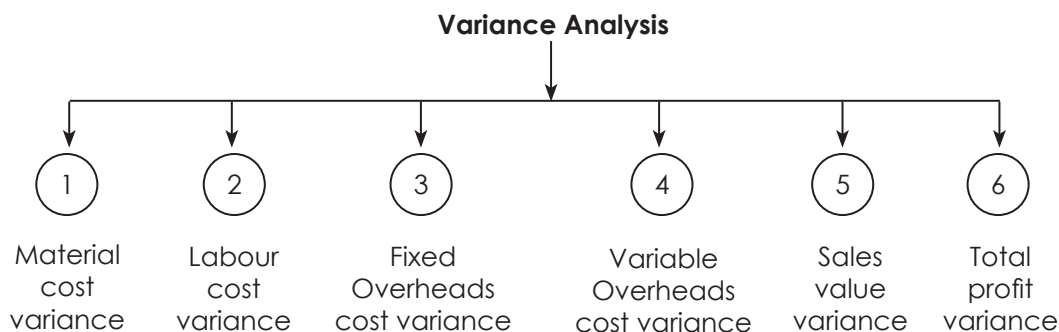 Variance Analysis
1
2
3
4
5
6
Material
cost
variance
Labour
cost
variance
Fixed
Overheads
cost variance
Variable
Overheads
cost variance
Sales
value
variance
Total
profit
variance